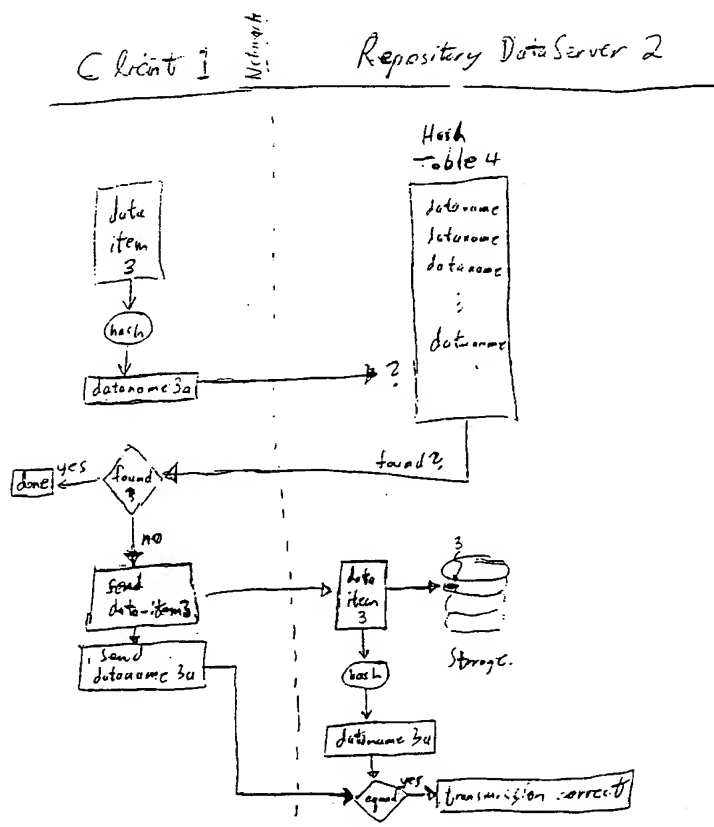 Client 1
Network
Repository DataServer 2
Hash
Table 4
data
item
3
hash
dataname 3a
?
dataname
dataname
dataname
dataname
found?
found
?
yes
done
no
send
data-item 3
send
dataname 3a
data
item
3
3
Storage.
hash
dataname 3a
equal
yes
transmission correct